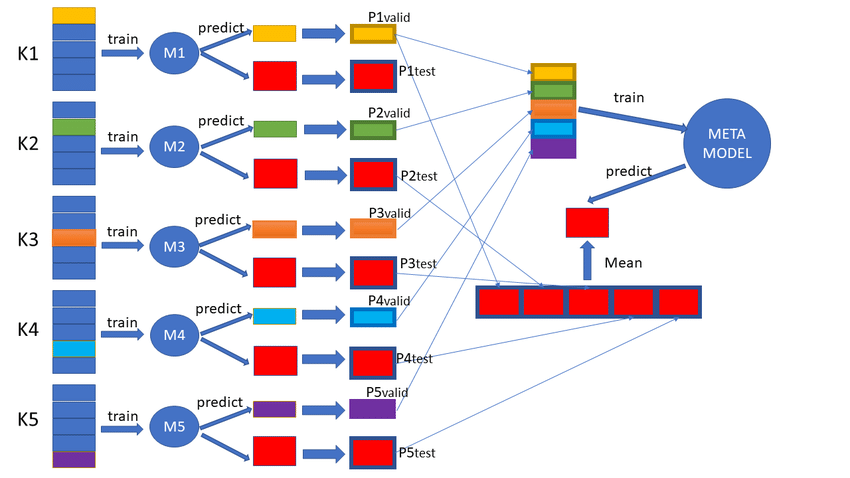 K1
train
M1
predict
P1valid
P1test
K2
train
M2
predict
P2valid
P2test
K3
train
M3
predict
P3valid
P3test
K4
train
M4
predict
P4valid
P4test
K5
train
M5
predict
P5valid
P5test
train
META
MODEL
predict
Mean